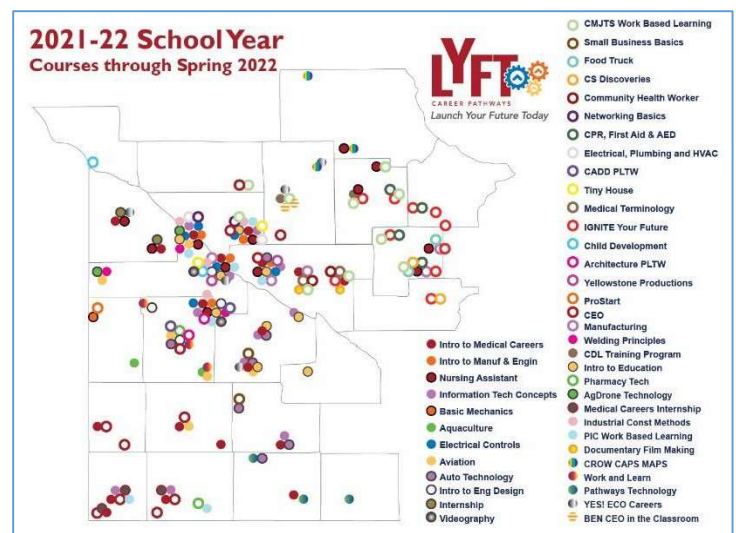 2021-22 School Year
Courses through Spring 2022
LYFT
CAREER PATHWAYS
Launch Your Future Today
CMJTS Work Based Learning
Small Business Basics
Food Truck
CS Discoveries
Community Health Worker
Networking Basics
CPR, First Aid & AED
Electrical, Plumbing and HVAC
CADD PLTW
Tiny House
Medical Terminology
IGNITE Your Future
Child Development
Architecture PLTW
Yellowstone Productions
ProStart
CEO
Manufacturing
Welding Principles
CDL Training Program
Intro to Education
Pharmacy Tech
AgDrone Technology
Medical Careers Internship
Industrial Const Methods
PIC Work Based Learning
Documentary Film Making
CROW CAPS MAPS
Work and Learn
Pathways Technology
YES! ECO Careers
BEN CEO in the Classroom
Intro to Medical Careers
Intro to Manuf & Engin
Nursing Assistant
Information Tech Concepts
Basic Mechanics
Aquaculture
Electrical Controls
Aviation
Auto Technology
Intro to Eng Design
Internship
Videography